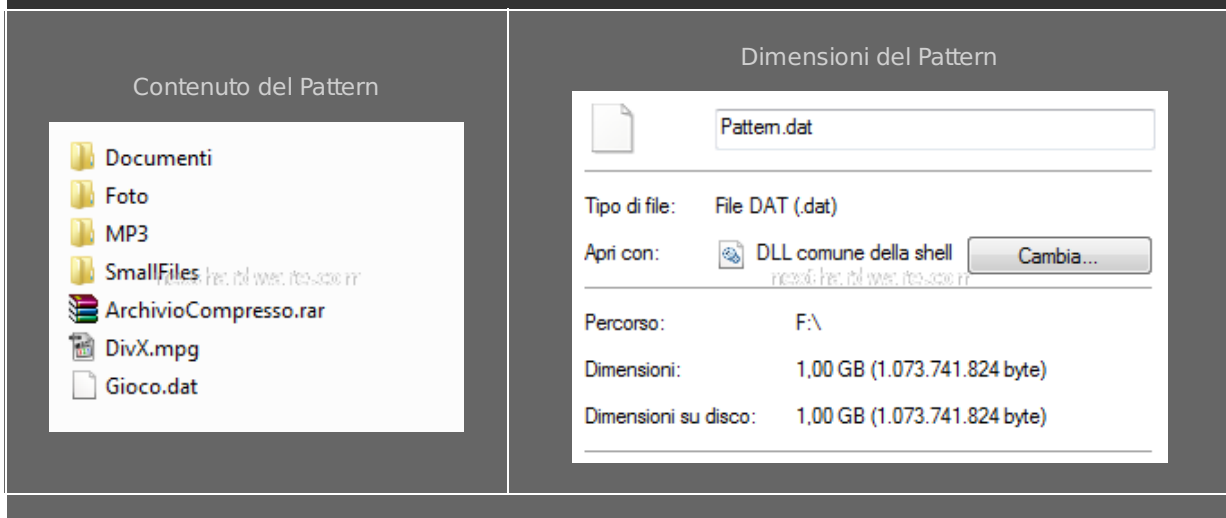 Contenuto del Pattern
Documenti
Foto
MP3
SmallFiles
ArchivioCompresso.rar
DivX.mpg
Gioco.dat
Dimensioni del Pattern
Pattern.dat
Tipo di file: File DAT (.dat)
Apri con: DLL comune della shell Cambia...
Percorso: F:\
Dimensioni: 1,00 GB (1.073.741.824 byte)
Dimensioni su disco: 1,00 GB (1.073.741.824 byte)